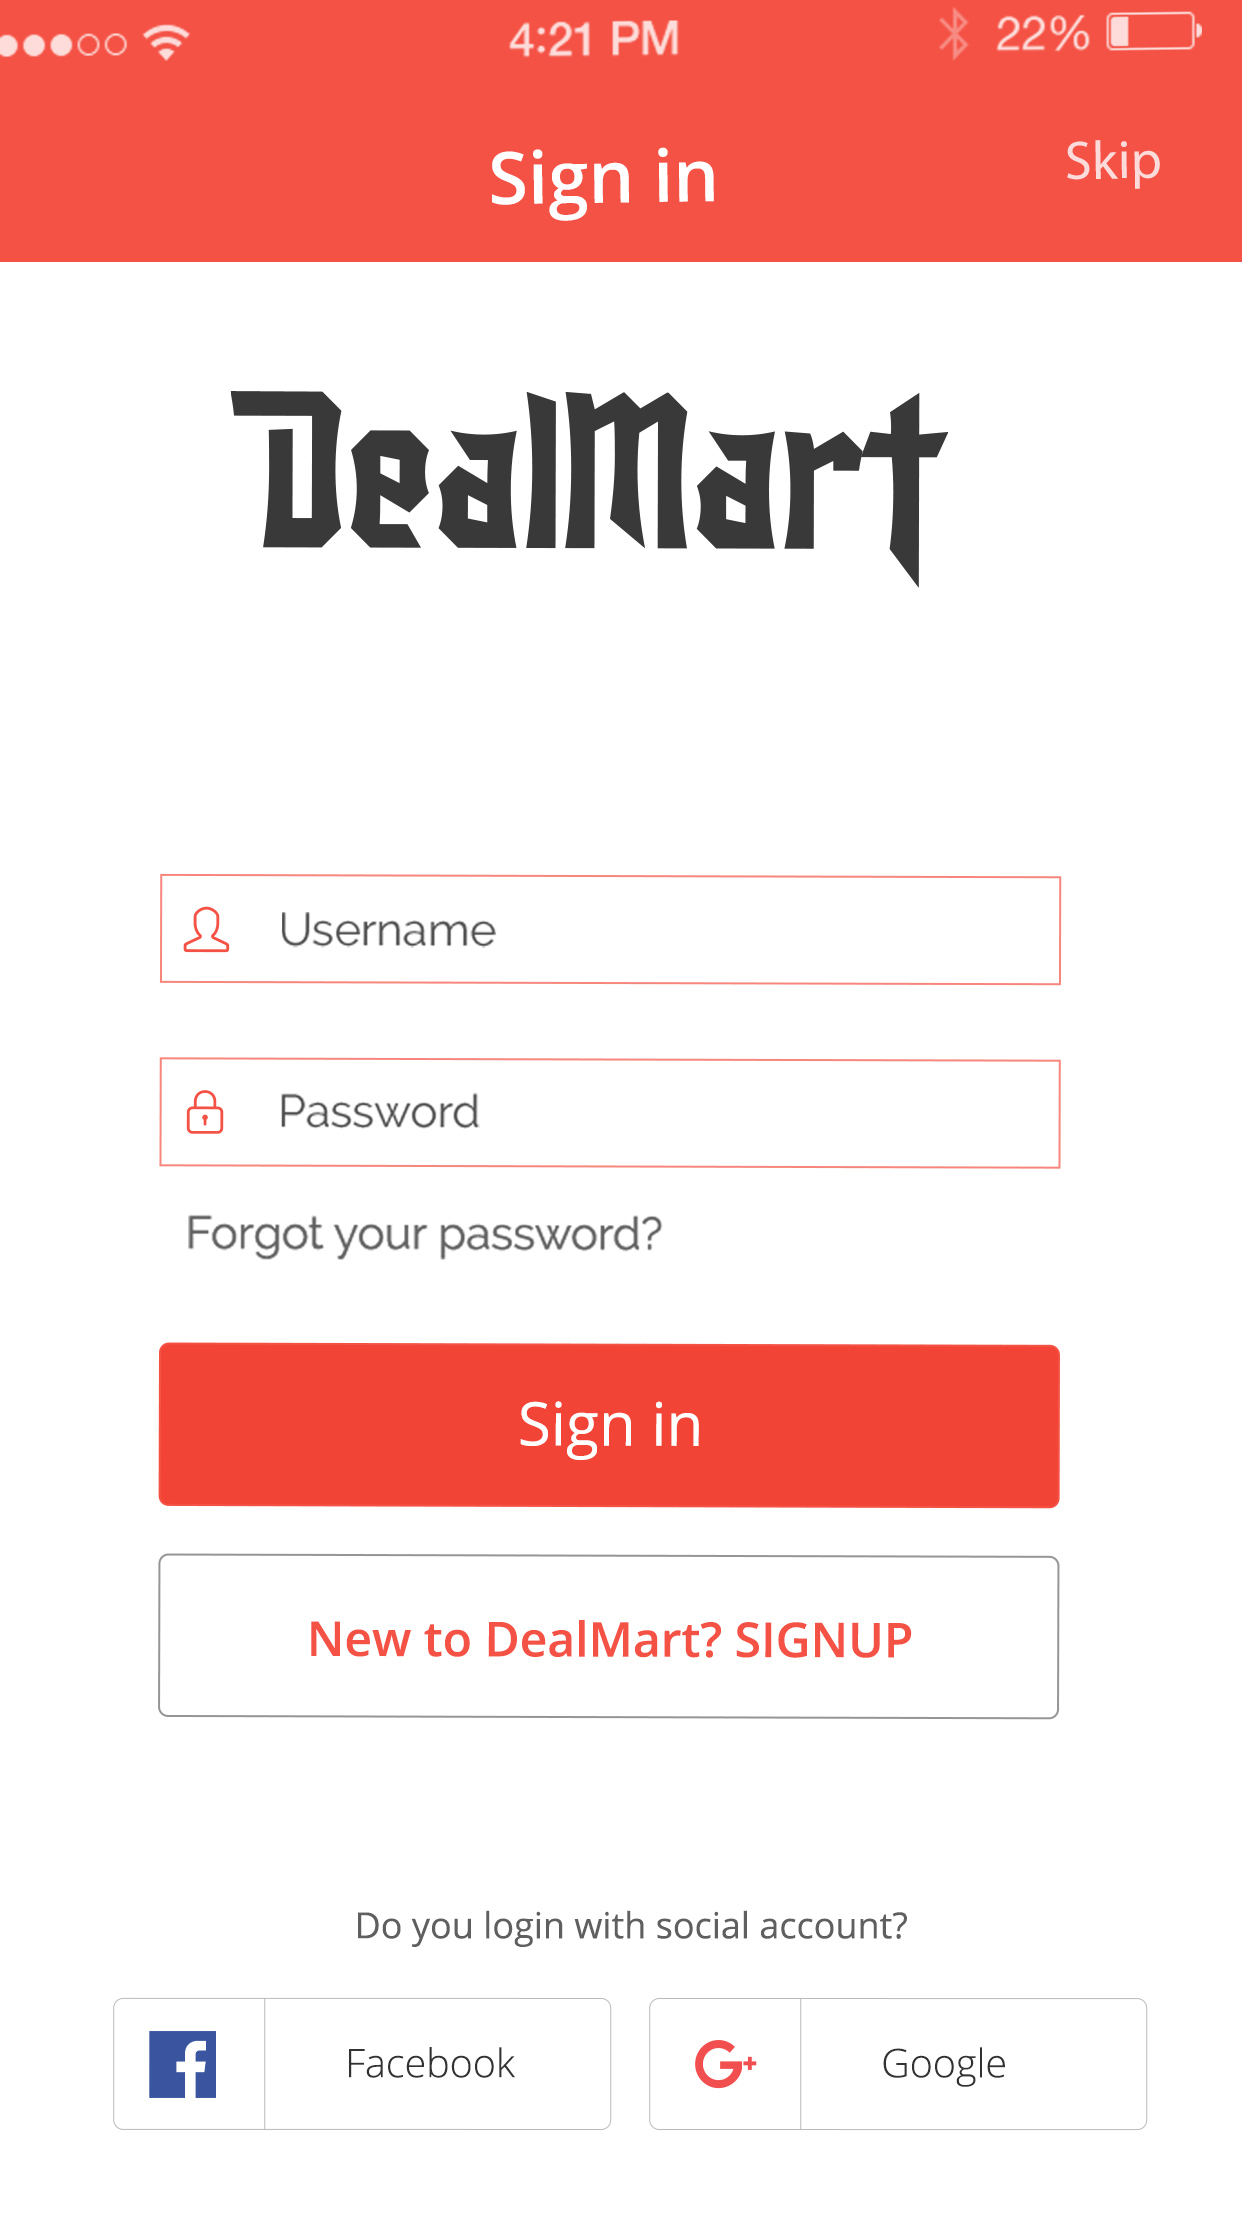 4:21 PM
22%
Sign in
Skip
DealMart
Username
Password
Forgot your password?
Sign in
New to DealMart? SIGNUP
Do you login with social account?
Facebook
G+
Google